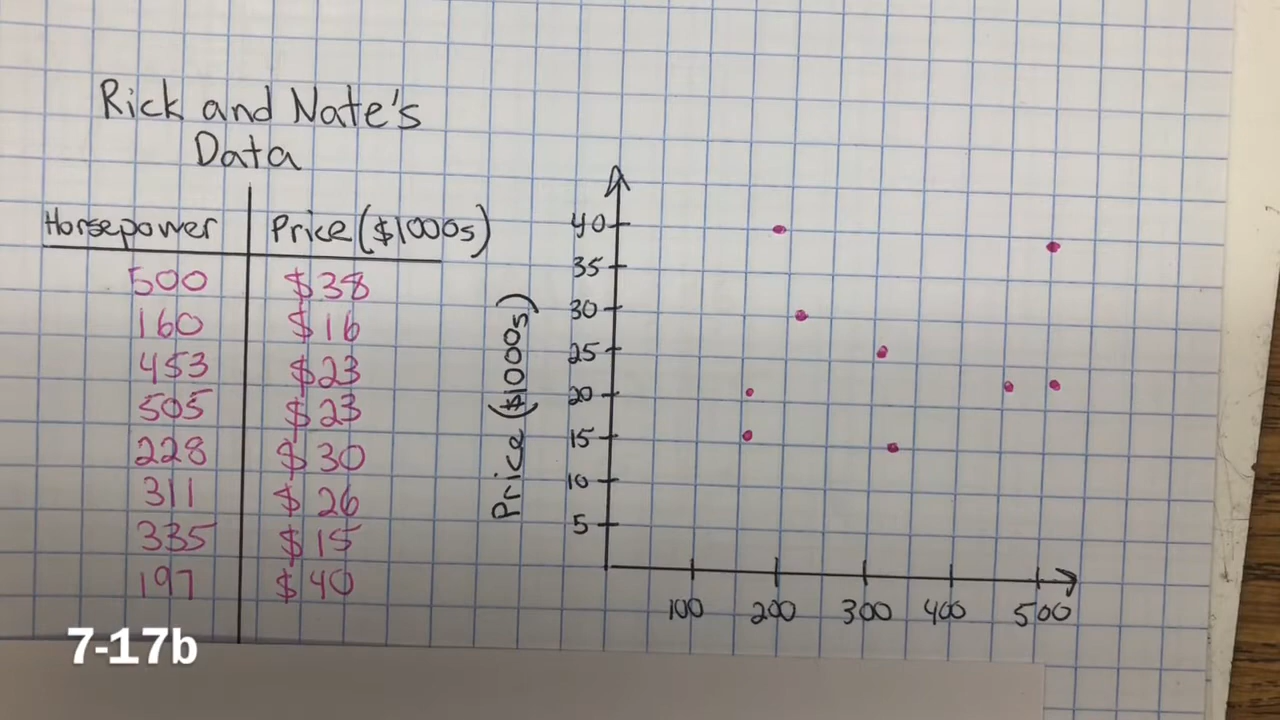 Rick and Nate's
Data
Horsepower Price ($1000s)
500 $38
160 $16
453 $23
505 $23
228 $30
311 $26
335 $15
197 $40
Price ($1000s)
40
35
30
25
20
15
10
5
100 200 300 400 500
7-17b